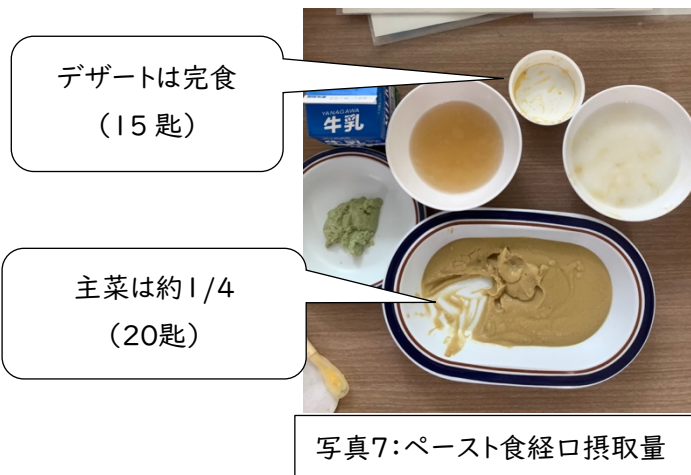 デザートは完食
(15匙)
YANAGAWA
牛乳
主菜は約1/4
(20匙)
写真7:ペースト食経口摂取量